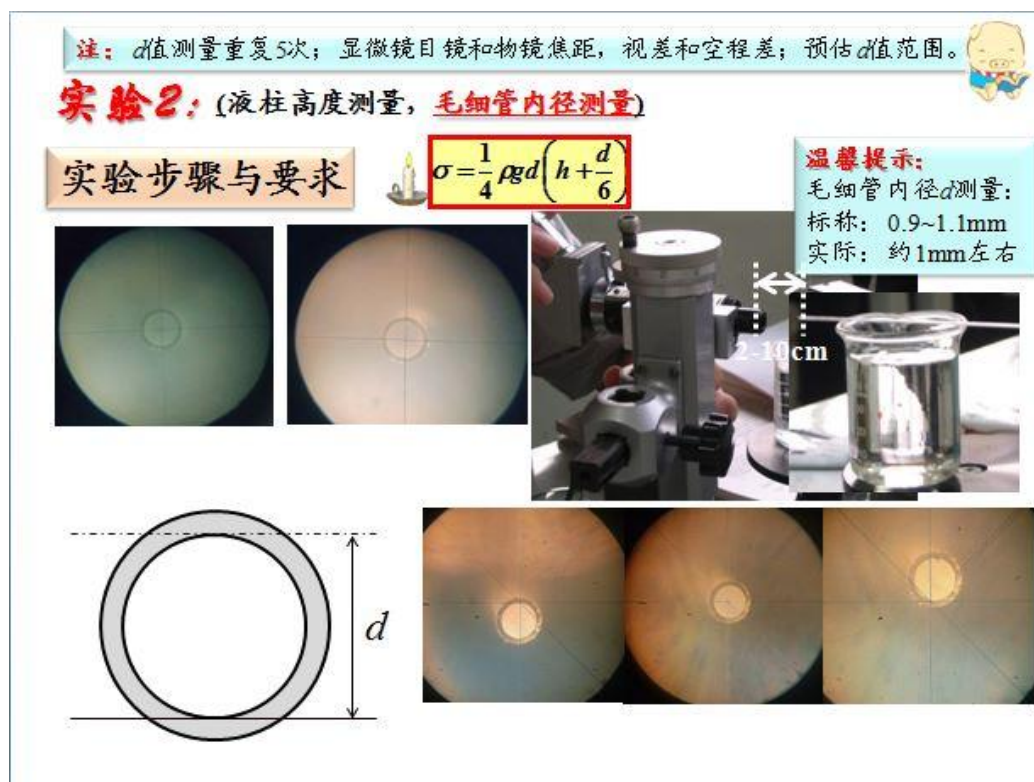 注：d值测量重复5次；显微镜目镜和物镜焦距，视差和空程差；预估d值范围。
实验2：（液柱高度测量，毛细管内径测量）
实验步骤与要求
σ=\frac{1}{4}ρgd(h+\frac{d}{6})
温馨提示：
毛细管内径d测量：
标称：0.9~1.1mm
实际：约1mm左右
2-10cm
d